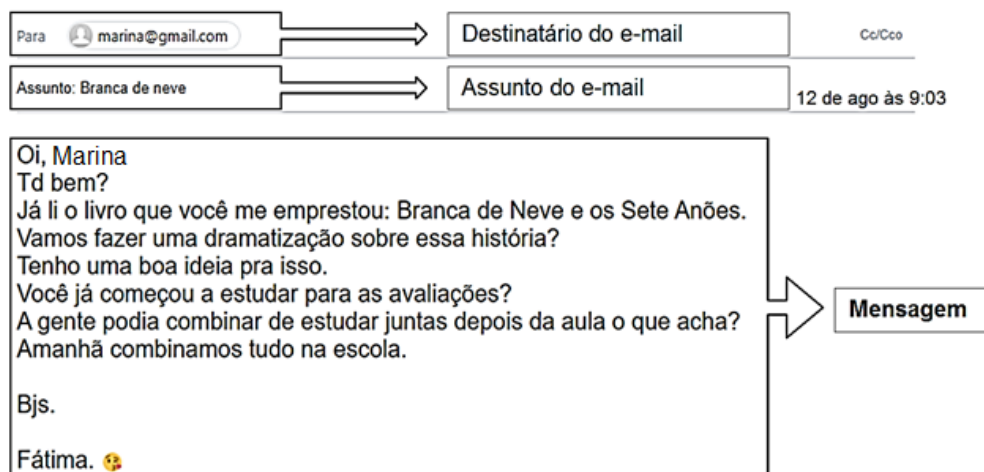 Para marina@gmail.com Destinatário do e-mail Cc/Cco
Assunto: Branca de neve Assunto do e-mail 12 de ago às 9:03
Oi, Marina
Td bem?
Já li o livro que você me emprestou: Branca de Neve e os Sete Anões.
Vamos fazer uma dramatização sobre essa história?
Tenho uma boa ideia pra isso.
Você já começou a estudar para as avaliações?
A gente podia combinar de estudar juntas depois da aula o que acha?
Amanhã combinamos tudo na escola.
Bjs.
Fátima. 😘
Mensagem